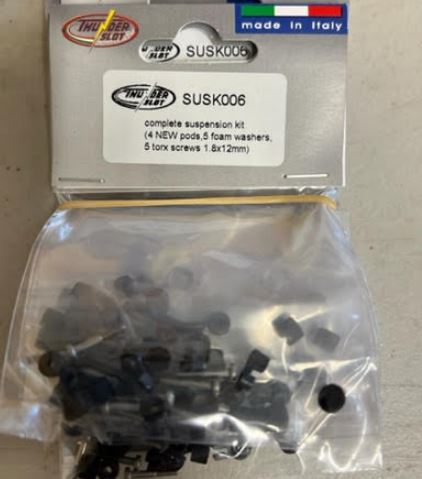 THUNDER
SLOT
made in Italy
SLOT SUSK006
THUNDER
SLOT
SUSK006
complete suspension kit
(4 NEW pods,5 foam washers,
5 torx screws 1.8x12mm)